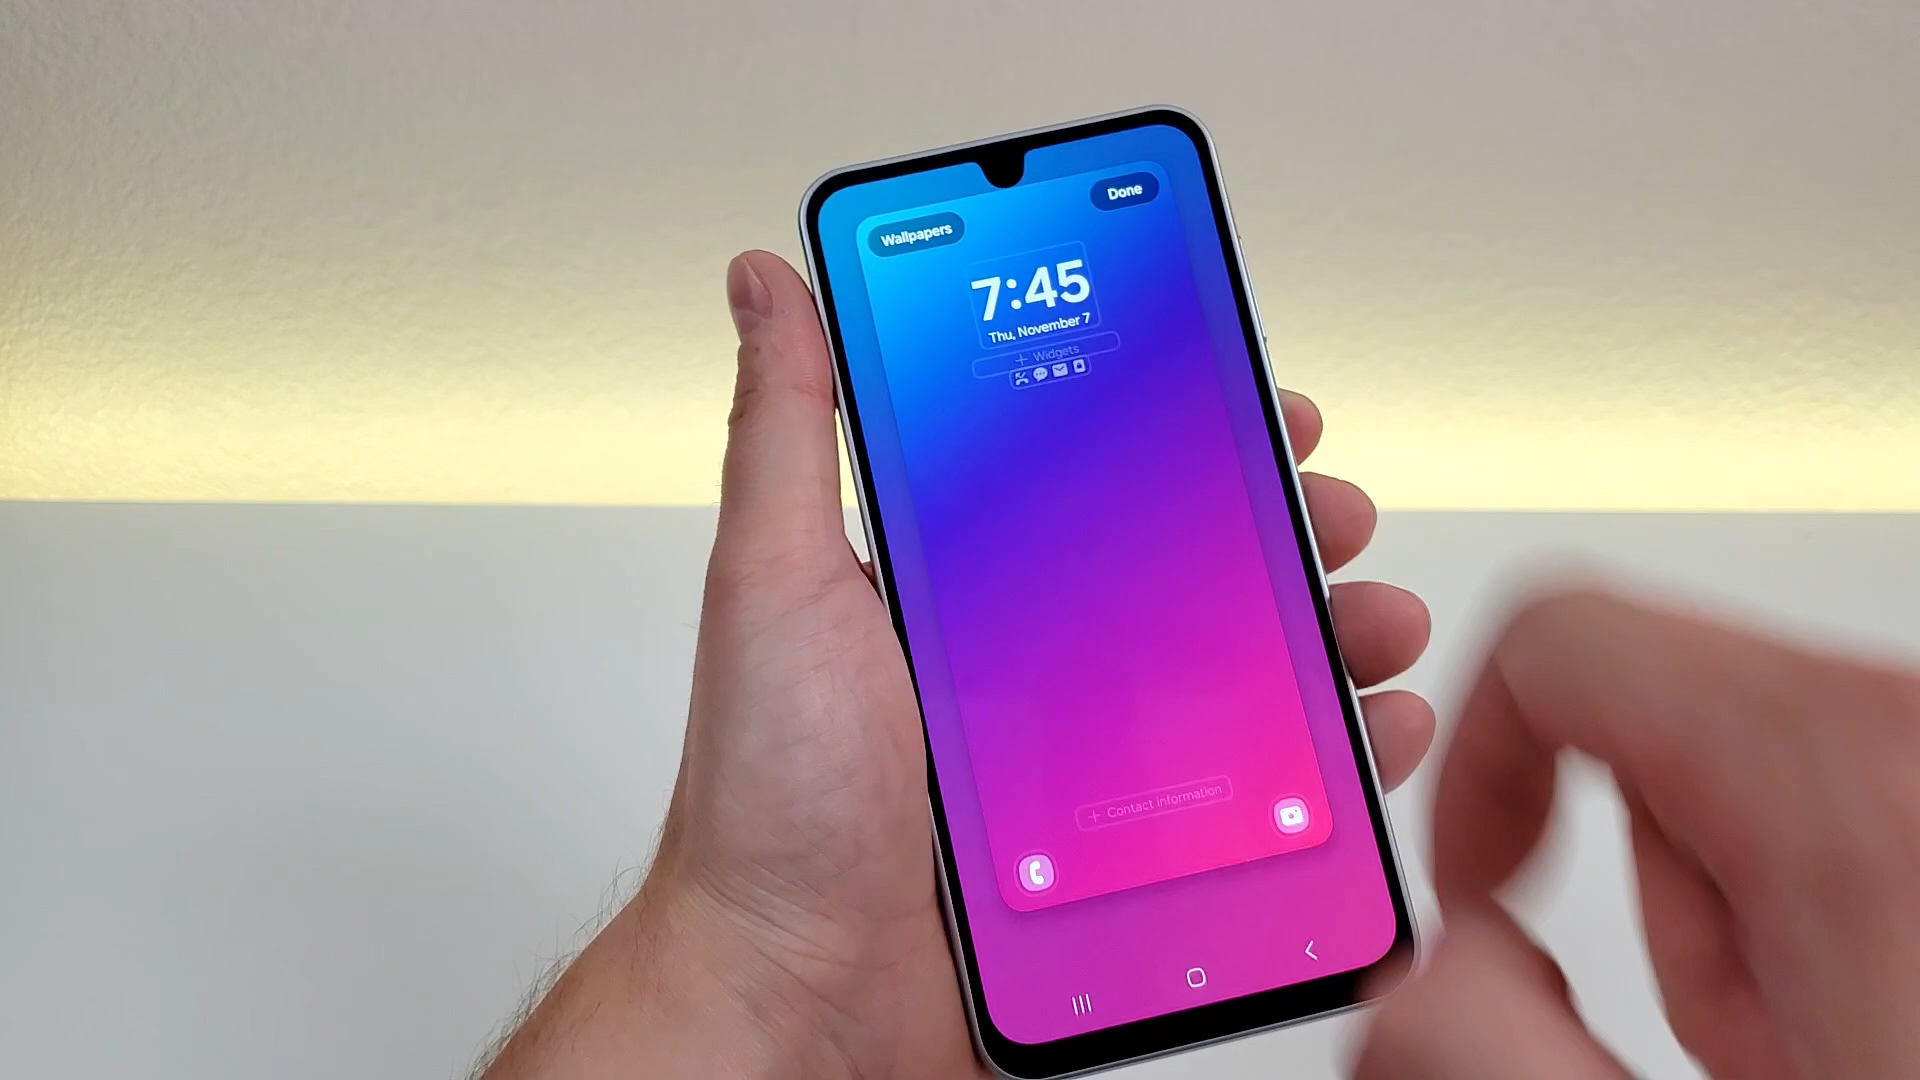 Done
Wallpapers
7:45
Thu, November 7
+ Widgets
+ Contact information